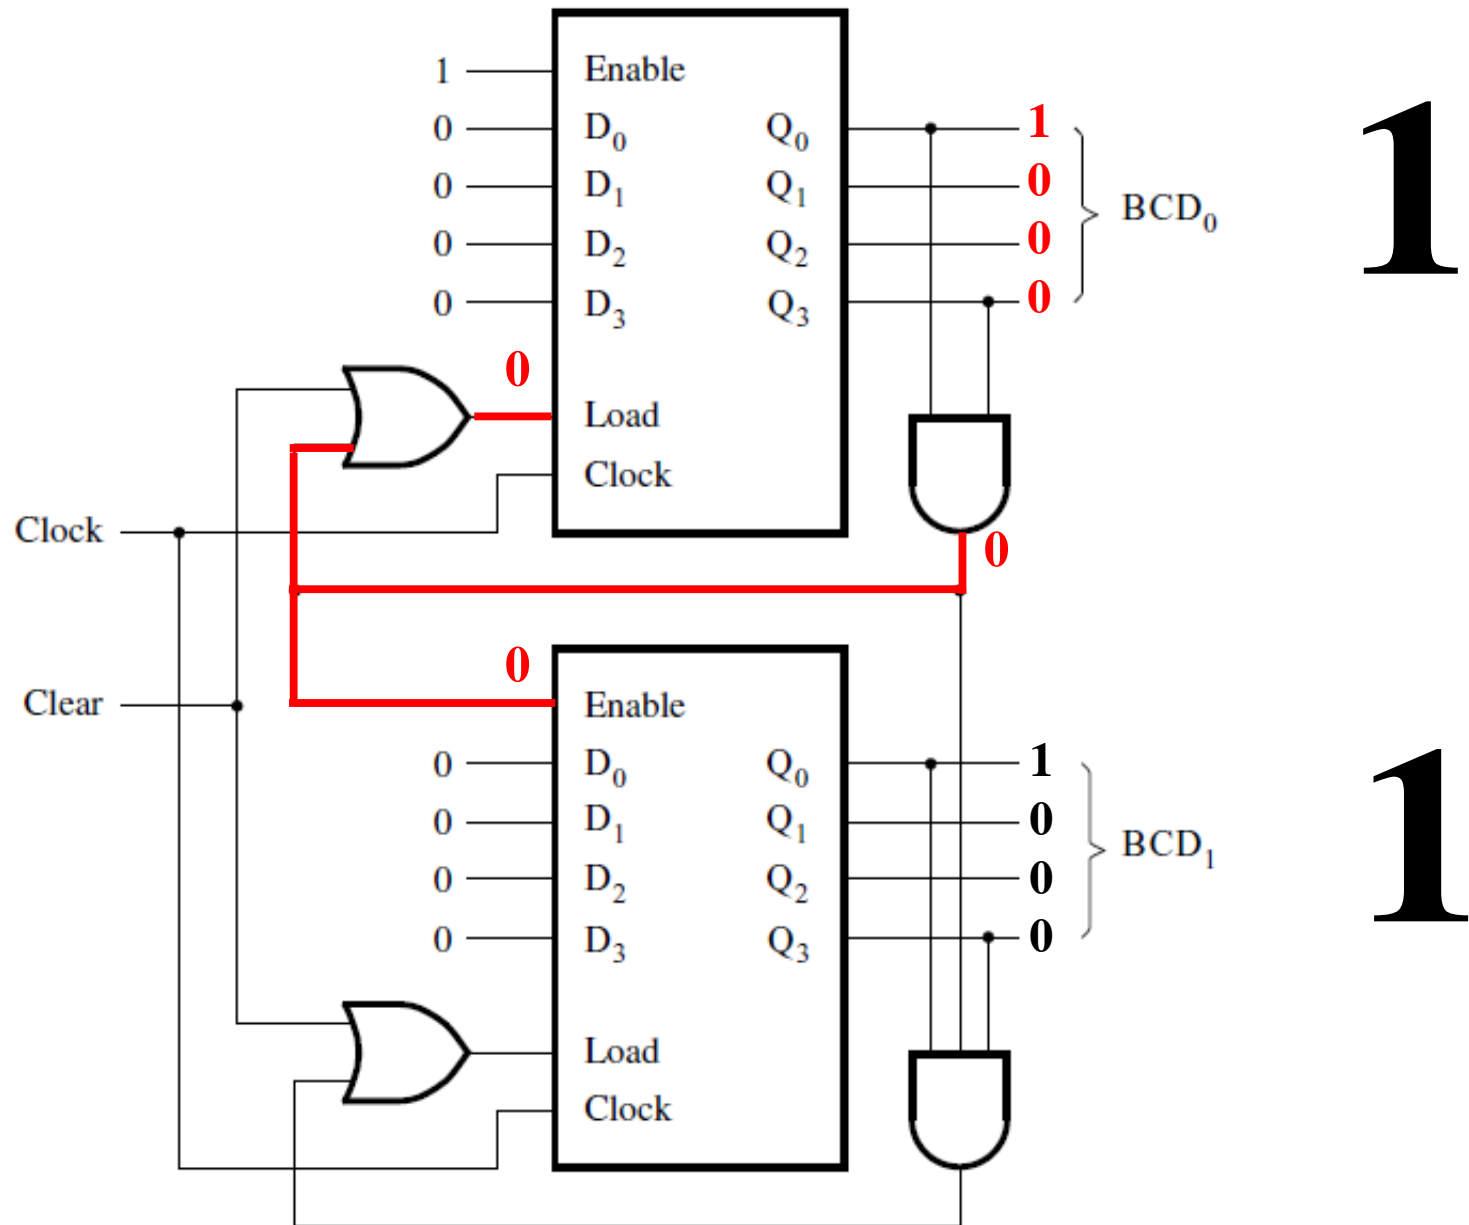 1 Enable
0 D0 Q0 1
0 D1 Q1 0
0 D2 Q2 0
0 D3 Q3 0
BCD0
1
0 Load
Clock
Clock
0
0
Enable
Clear
0 D0 Q0 1
0 D1 Q1 0
0 D2 Q2 0
0 D3 Q3 0
BCD1
1
Load
Clock